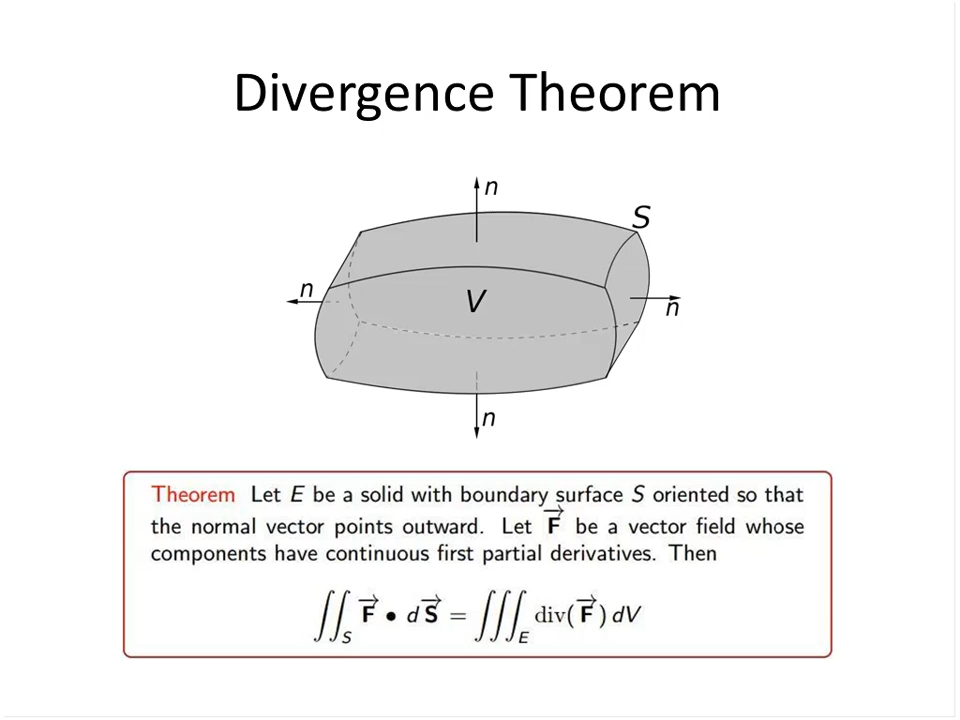 Divergence Theorem
n
S
n
V
n
n
Theorem Let E be a solid with boundary surface S oriented so that
the normal vector points outward. Let F⃗ be a vector field whose
components have continuous first partial derivatives. Then
∬_S F⃗ • dS⃗ = ∭_E div(F⃗) dV